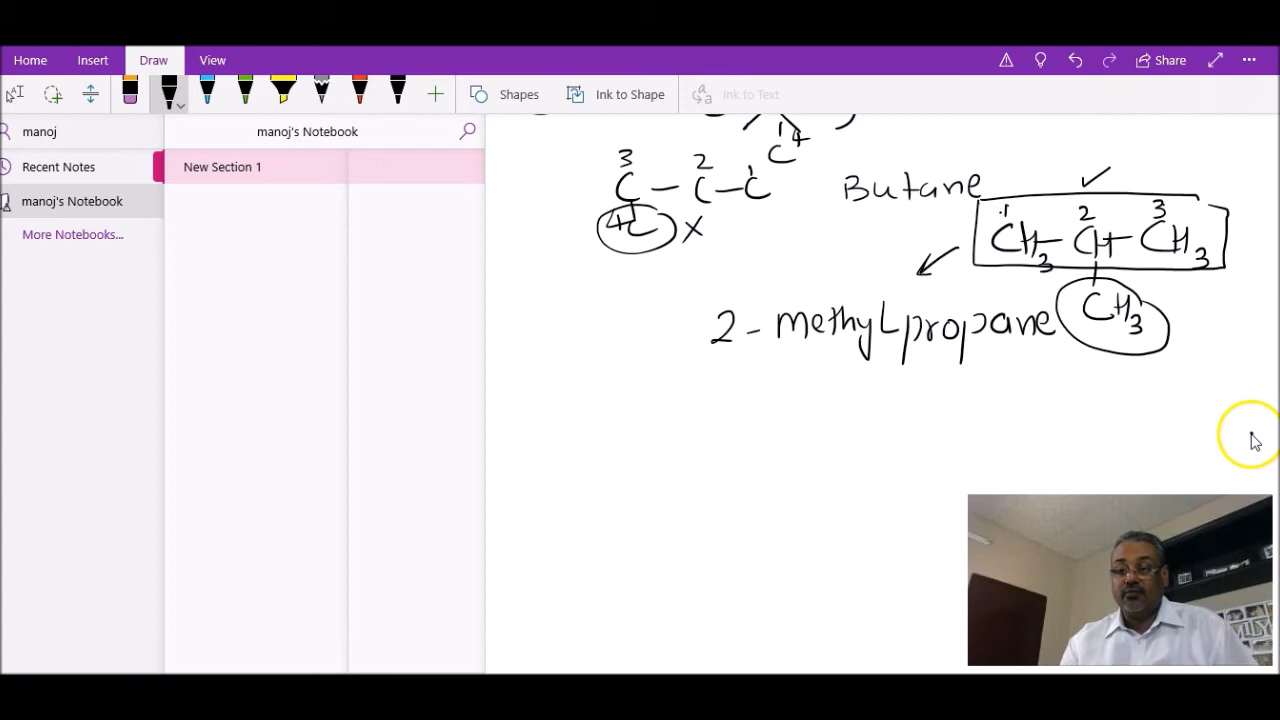 Home Insert Draw View Share
Shapes Ink to Shape Ink to Text
manoj
manoj's Notebook
Recent Notes
New Section 1
manoj's Notebook
More Notebooks...
4
C
3 2 1
C - C - C
4C X
Butane
1 2 3
CH3 - CH - CH3
CH3
2 - methylpropane